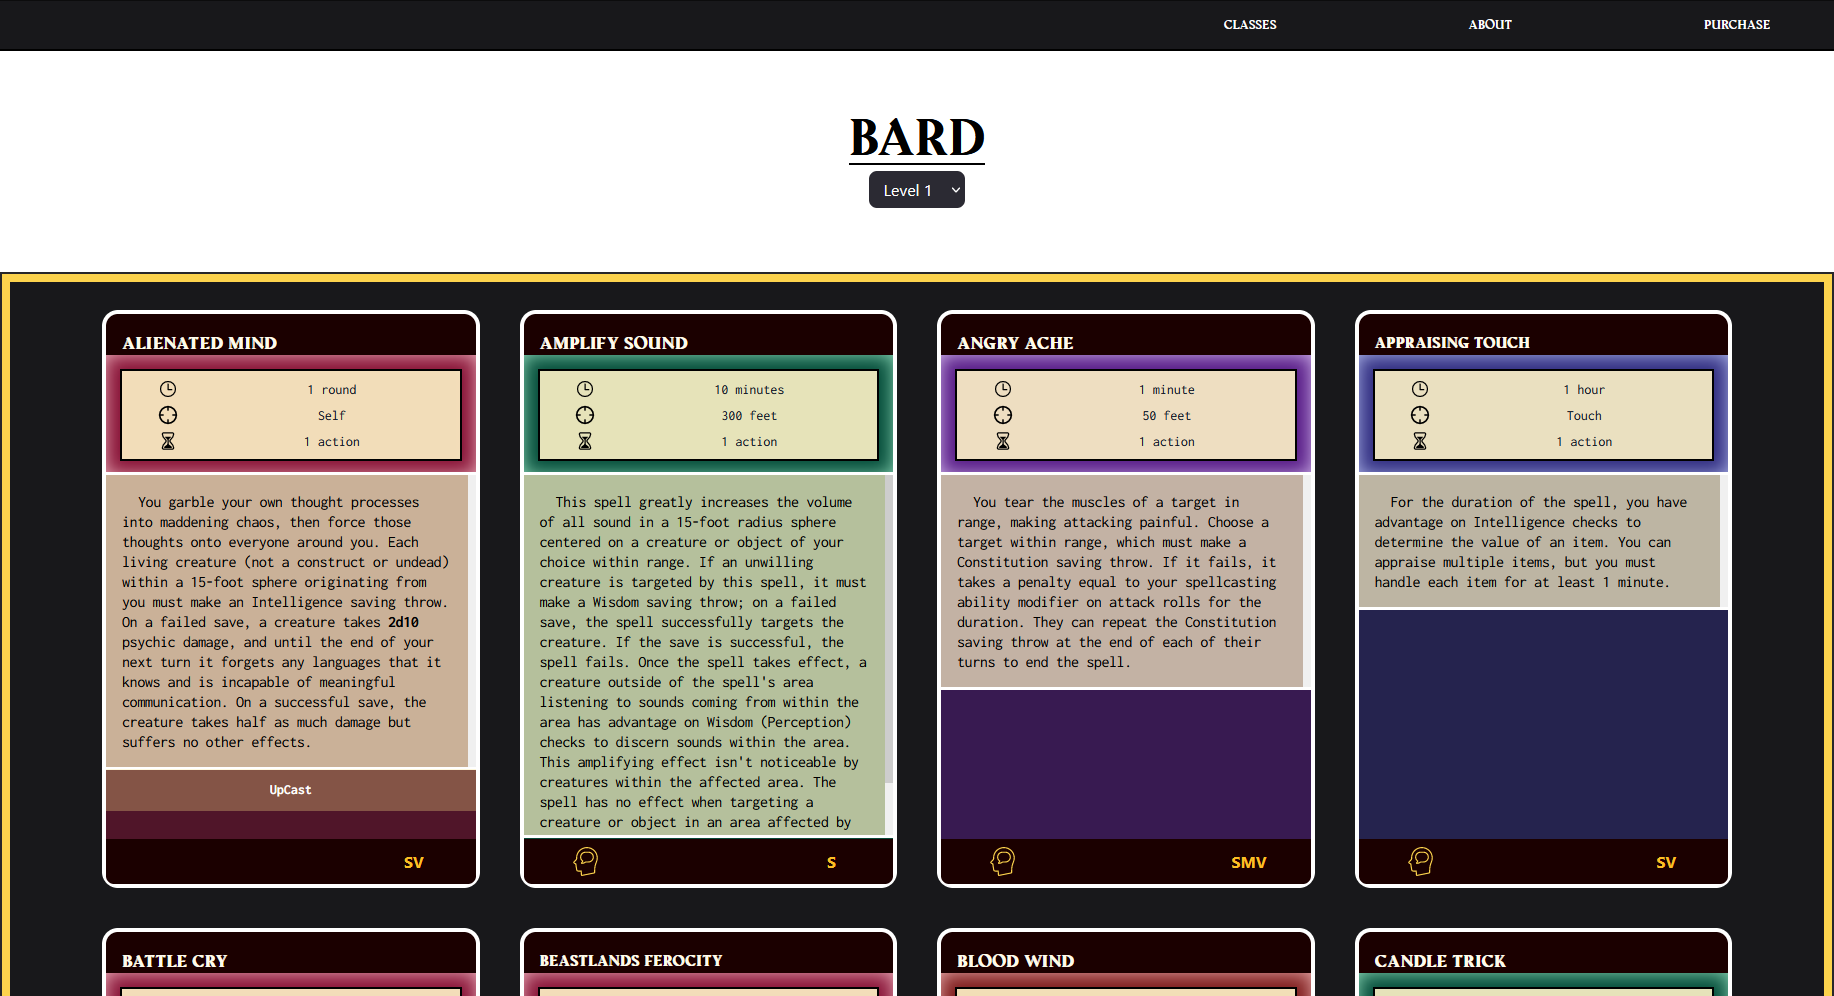 CLASSES
ABOUT
PURCHASE
BARD
Level 1
ALIENATED MIND
1 round
Self
1 action
You garble your own thought processes
into maddening chaos, then force those
thoughts onto everyone around you. Each
living creature (not a construct or undead)
within a 15-foot sphere originating from
you must make an Intelligence saving throw.
On a failed save, a creature takes 2d10
psychic damage, and until the end of your
next turn it forgets any languages that it
knows and is incapable of meaningful
communication. On a successful save, the
creature takes half as much damage but
suffers no other effects.
UpCast
SV
AMPLIFY SOUND
10 minutes
300 feet
1 action
This spell greatly increases the volume
of all sound in a 15-foot radius sphere
centered on a creature or object of your
choice within range. If an unwilling
creature is targeted by this spell, it must
make a Wisdom saving throw; on a failed
save, the spell successfully targets the
creature. If the save is successful, the
spell fails. Once the spell takes effect, a
creature outside of the spell's area
listening to sounds coming from within the
area has advantage on Wisdom (Perception)
checks to discern sounds within the area.
This amplifying effect isn't noticeable by
creatures within the affected area. The
spell has no effect when targeting a
creature or object in an area affected by
S
ANGRY ACHE
1 minute
50 feet
1 action
You tear the muscles of a target in
range, making attacking painful. Choose a
target within range, which must make a
Constitution saving throw. If it fails, it
takes a penalty equal to your spellcasting
ability modifier on attack rolls for the
duration. They can repeat the Constitution
saving throw at the end of each of their
turns to end the spell.
SMV
APPRAISING TOUCH
1 hour
Touch
1 action
For the duration of the spell, you have
advantage on Intelligence checks to
determine the value of an item. You can
appraise multiple items, but you must
handle each item for at least 1 minute.
SV
BATTLE CRY
BEASTLANDS FEROCITY
BLOOD WIND
CANDLE TRICK